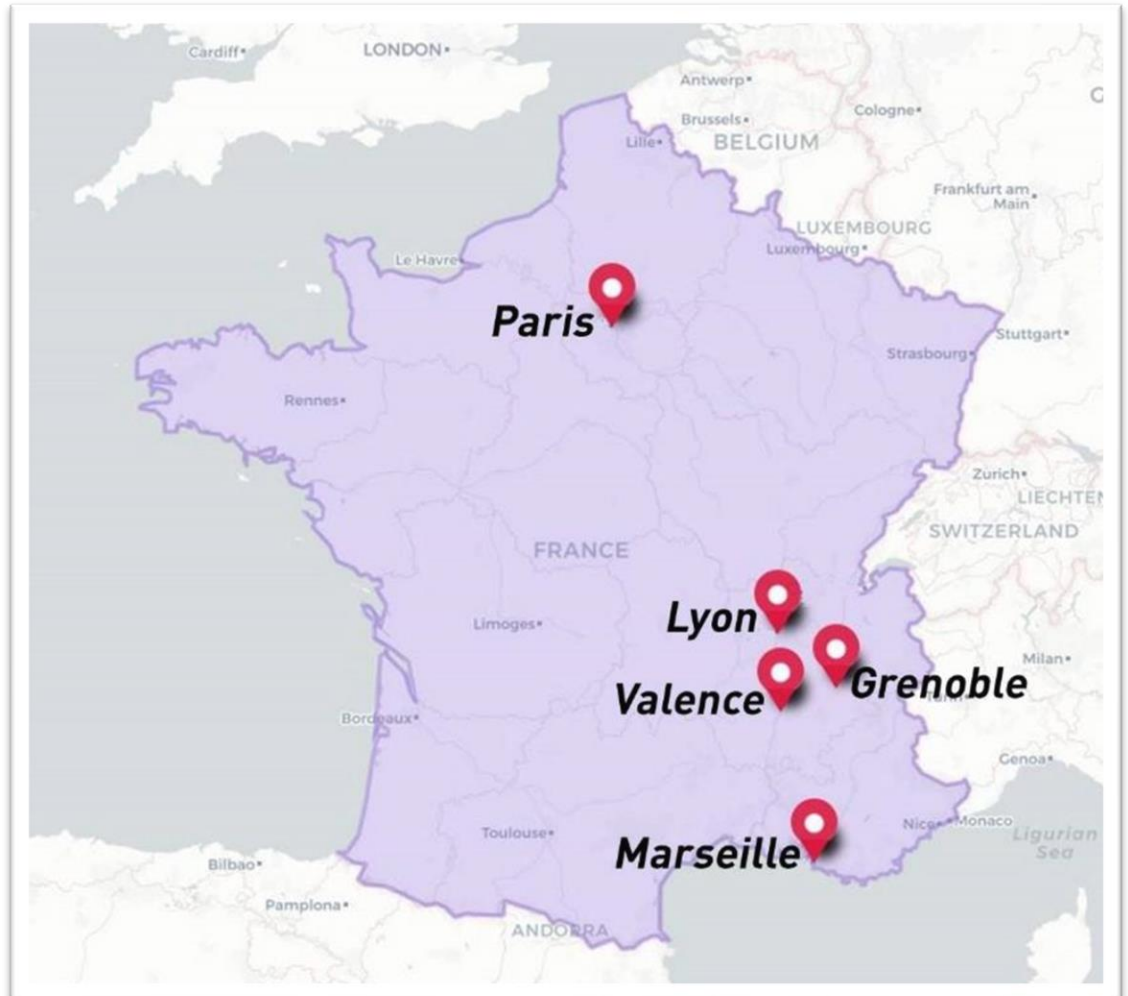 Cardiff
LONDON
Antwerp
Cologne
Brussels
BELGIUM
Lille
Frankfurt am
Main
LUXEMBOURG
Luxembourg
Le Havre
Paris
Stuttgart
Strasbourg
Rennes
Zurich
LIECHTEN
SWITZERLAND
FRANCE
Lyon
Limoges
Milan
Grenoble
Valence
Bordeaux
Genoa
Nice
Monaco
Toulouse
Ligurian
Sea
Marseille
Bilbao
Pamplona
ANDORRA